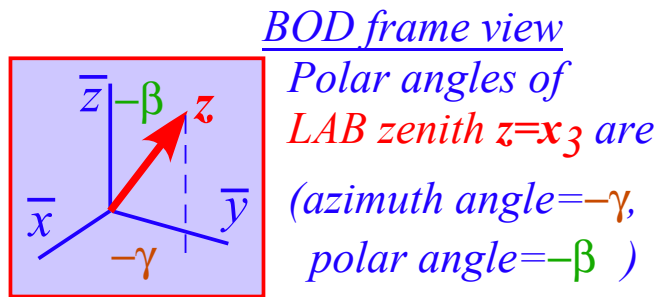 BOD frame view
Polar angles of
LAB zenith z=x₃ are
(azimuth angle=−γ,
polar angle=−β )
z̅ −β z
x̅ y̅
−γ